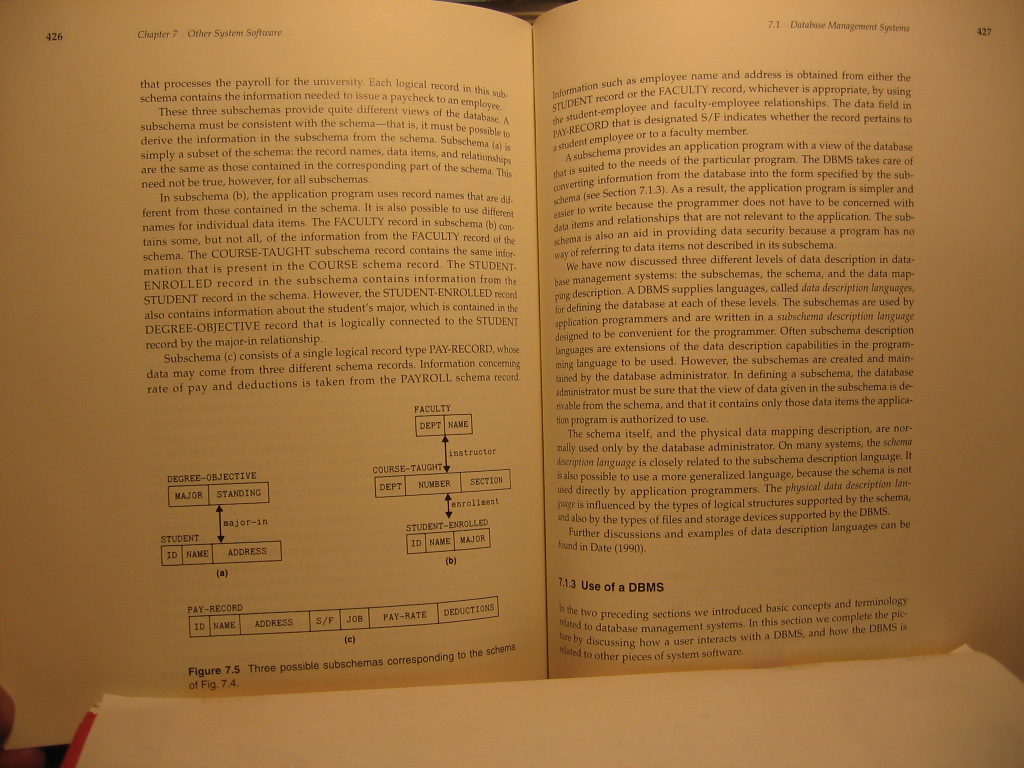 426
Chapter 7 Other System Software
that processes the payroll for the university. Each logical record in this sub-
schema contains the information needed to issue a paycheck to an employee.
These three subschemas provide quite different views of the database. A
subschema must be consistent with the schema—that is, it must be possible to
derive the information in the subschema from the schema. Subschema (a) is
simply a subset of the schema: the record names, data items, and relationships
are the same as those contained in the corresponding part of the schema. This
need not be true, however, for all subschemas.
In subschema (b), the application program uses record names that are dif-
ferent from those contained in the schema. It is also possible to use different
names for individual data items. The FACULTY record in subschema (b) con-
tains some, but not all, of the information from the FACULTY record of the
schema. The COURSE-TAUGHT subschema record contains the same infor-
mation that is present in the COURSE schema record. The STUDENT-
ENROLLED record in the subschema contains information from the
STUDENT record in the schema. However, the STUDENT-ENROLLED record
also contains information about the student's major, which is contained in the
DEGREE-OBJECTIVE record that is logically connected to the STUDENT
record by the major-in relationship.
Subschema (c) consists of a single logical record type PAY-RECORD, whose
data may come from three different schema records. Information concerning
rate of pay and deductions is taken from the PAYROLL schema record.
DEGREE-OBJECTIVE
MAJOR STANDING
major-in
STUDENT
ID NAME ADDRESS
(a)
FACULTY
DEPT NAME
instructor
COURSE-TAUGHT
DEPT NUMBER SECTION
enrollment
STUDENT-ENROLLED
ID NAME MAJOR
(b)
PAY-RECORD
ID NAME ADDRESS S/F JOB PAY-RATE DEDUCTIONS
(c)
Figure 7.5 Three possible subschemas corresponding to the schema
of Fig. 7.4.
7.1 Database Management Systems
427
Information such as employee name and address is obtained from either the
STUDENT record or the FACULTY record, whichever is appropriate, by using
the student-employee and faculty-employee relationships. The data field in
PAY-RECORD that is designated S/F indicates whether the record pertains to
a student employee or to a faculty member.
A subschema provides an application program with a view of the database
that is suited to the needs of the particular program. The DBMS takes care of
converting information from the database into the form specified by the sub-
schema (see Section 7.1.3). As a result, the application program is simpler and
easier to write because the programmer does not have to be concerned with
data items and relationships that are not relevant to the application. The sub-
schema is also an aid in providing data security because a program has no
way of referring to data items not described in its subschema.
We have now discussed three different levels of data description in data-
base management systems: the subschemas, the schema, and the data map-
ping description. A DBMS supplies languages, called data description languages,
for defining the database at each of these levels. The subschemas are used by
application programmers and are written in a subschema description language
designed to be convenient for the programmer. Often subschema description
languages are extensions of the data description capabilities in the program-
ming language to be used. However, the subschemas are created and main-
tained by the database administrator. In defining a subschema, the database
administrator must be sure that the view of data given in the subschema is de-
rivable from the schema, and that it contains only those data items the applica-
tion program is authorized to use.
The schema itself, and the physical data mapping description, are nor-
mally used only by the database administrator. On many systems, the schema
description language is closely related to the subschema description language. It
is also possible to use a more generalized language, because the schema is not
used directly by application programmers. The physical data description lan-
guage is influenced by the types of logical structures supported by the schema,
and also by the types of files and storage devices supported by the DBMS.
Further discussions and examples of data description languages can be
found in Date (1990).
7.1.3 Use of a DBMS
In the two preceding sections we introduced basic concepts and terminology
related to database management systems. In this section we complete the pic-
ture by discussing how a user interacts with a DBMS, and how the DBMS is
related to other pieces of system software.